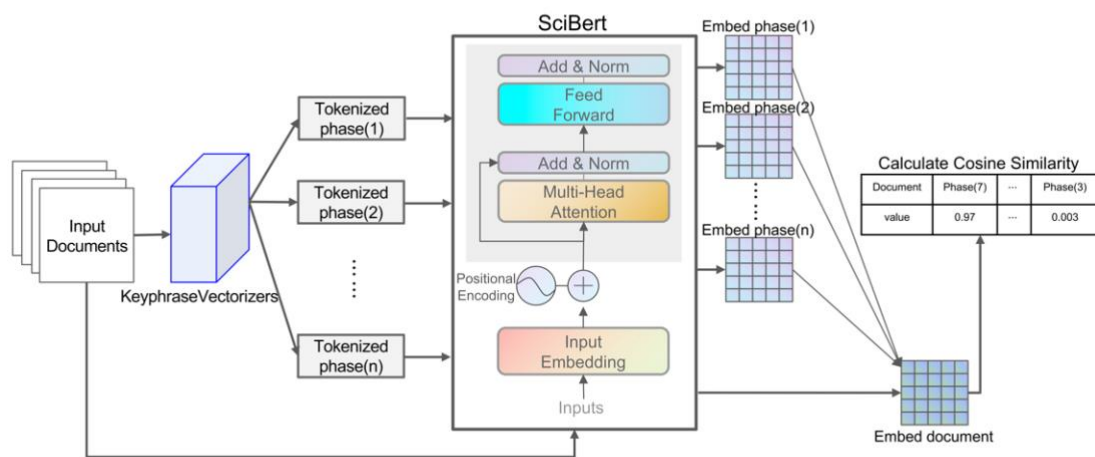 SciBert
Input
Documents
KeyphraseVectorizers
Tokenized
phase(1)
Tokenized
phase(2)
......
Tokenized
phase(n)
Add & Norm
Feed
Forward
Add & Norm
Multi-Head
Attention
Positional
Encoding
Input
Embedding
Inputs
Embed phase(1)
Embed phase(2)
......
Embed phase(n)
Embed document
Calculate Cosine Similarity
Document Phase(7) ... Phase(3)
value 0.97 ... 0.003